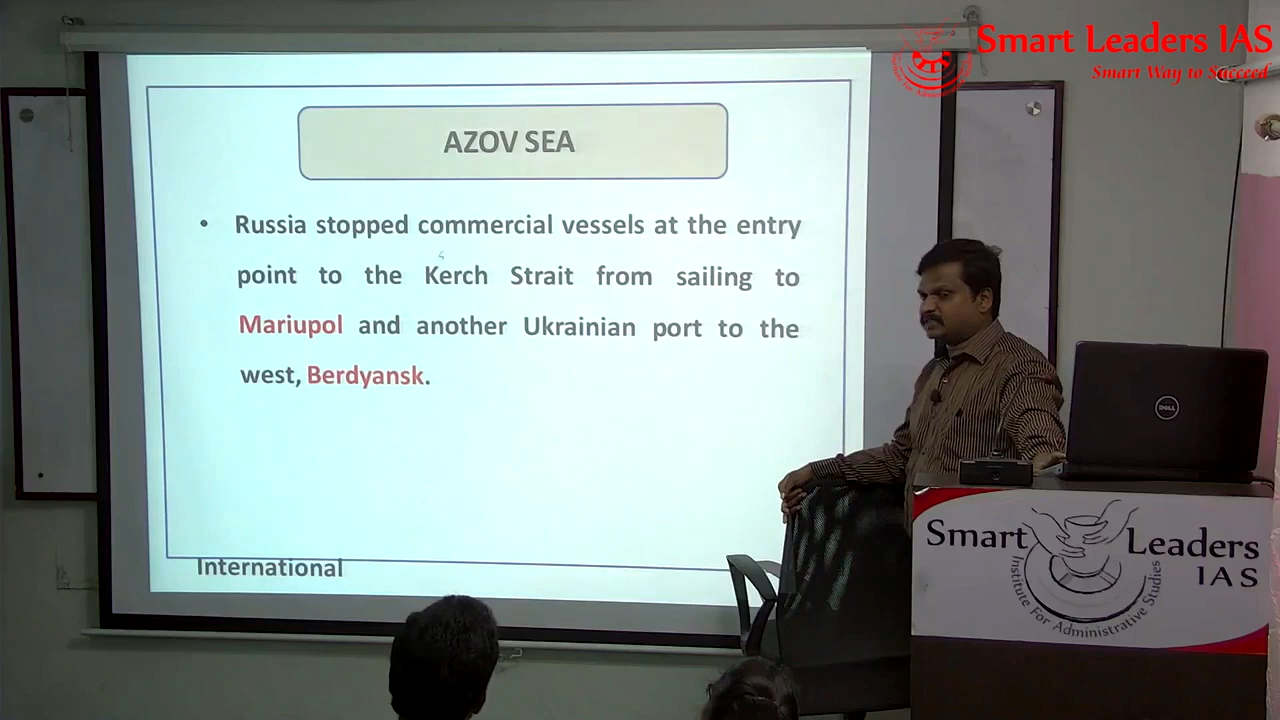 Smart Leaders IAS
Smart Way to Succeed
AZOV SEA
• Russia stopped commercial vessels at the entry
point to the Kerch Strait from sailing to
Mariupol and another Ukrainian port to the
west, Berdyansk.
International
DELL
Smart Leaders
IAS
Institute For Administrative Studies